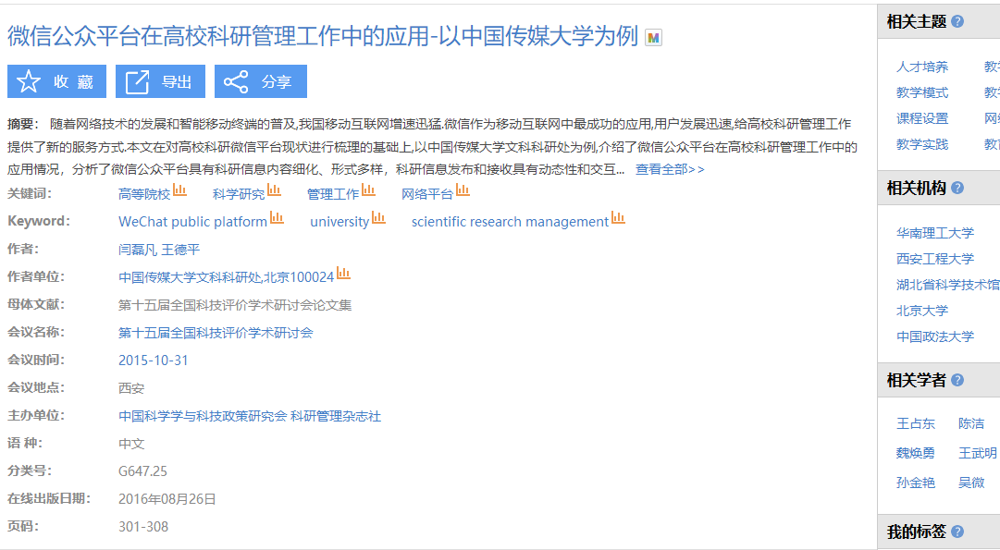 微信公众平台在高校科研管理工作中的应用-以中国传媒大学为例 M
收 藏 导出 分享
摘要： 随着网络技术的发展和智能移动终端的普及,我国移动互联网增速迅猛.微信作为移动互联网中最成功的应用,用户发展迅速,给高校科研管理工作
提供了新的服务方式.本文在对高校科研微信平台现状进行梳理的基础上,以中国传媒大学文科科研处为例,介绍了微信公众平台在高校科研管理工作中的
应用情况，分析了微信公众平台具有科研信息内容细化、形式多样，科研信息发布和接收具有动态性和交互... 查看全部>>
关键词： 高等院校 科学研究 管理工作 网络平台
Keyword： WeChat public platform university scientific research management
作者： 闫磊凡 王德平
作者单位： 中国传媒大学文科科研处,北京100024
母体文献： 第十五届全国科技评价学术研讨会论文集
会议名称： 第十五届全国科技评价学术研讨会
会议时间： 2015-10-31
会议地点： 西安
主办单位： 中国科学学与科技政策研究会 科研管理杂志社
语 种： 中文
分类号： G647.25
在线出版日期： 2016年08月26日
页码： 301-308
相关主题 ?
人才培养 教
教学模式 教
课程设置 网
教学实践 教
相关机构 ?
华南理工大学
西安工程大学
湖北省科学技术馆
北京大学
中国政法大学
相关学者 ?
王占东 陈洁
魏焕勇 王武明
孙金艳 吴微
我的标签 ?